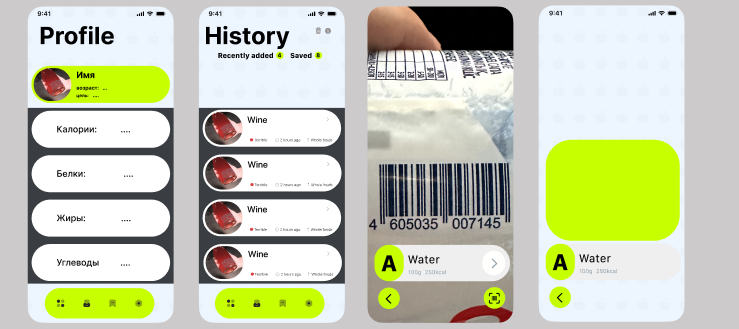 9:41
Profile
Имя
возраст: ..
цель: ....
Калории: ....
Белки: ....
Жиры: ....
Углеводы ....
9:41
History
Recently added 4 Saved 8
Wine
Terrible 2 hours ago Whole foods
Wine
Terrible 2 hours ago Whole foods
Wine
Terrible 2 hours ago Whole foods
Wine
Terrible 2 hours ago Whole foods
4 605035 007145
A
Water
100g 250kcal
9:41
A
Water
100g 250kcal